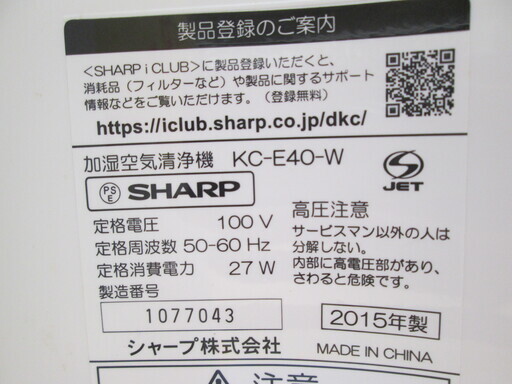 製品登録のご案内
<SHARP i CLUB>に製品登録いただくと、
消耗品（フィルターなど）や製品に関するサポート
情報などをご覧いただけます。（登録無料）
https://iclub.sharp.co.jp/dkc/
加湿空気清浄機 KC-E40-W
PS
E
SHARP
S
JET
定格電圧 100 V
定格周波数 50-60 Hz
定格消費電力 27 W
製造番号
1077043
シャープ株式会社
高圧注意
サービスマン以外の人は
分解しない。
内部に高電圧部があり、
さわると危険です。
2015年製
MADE IN CHINA
注意